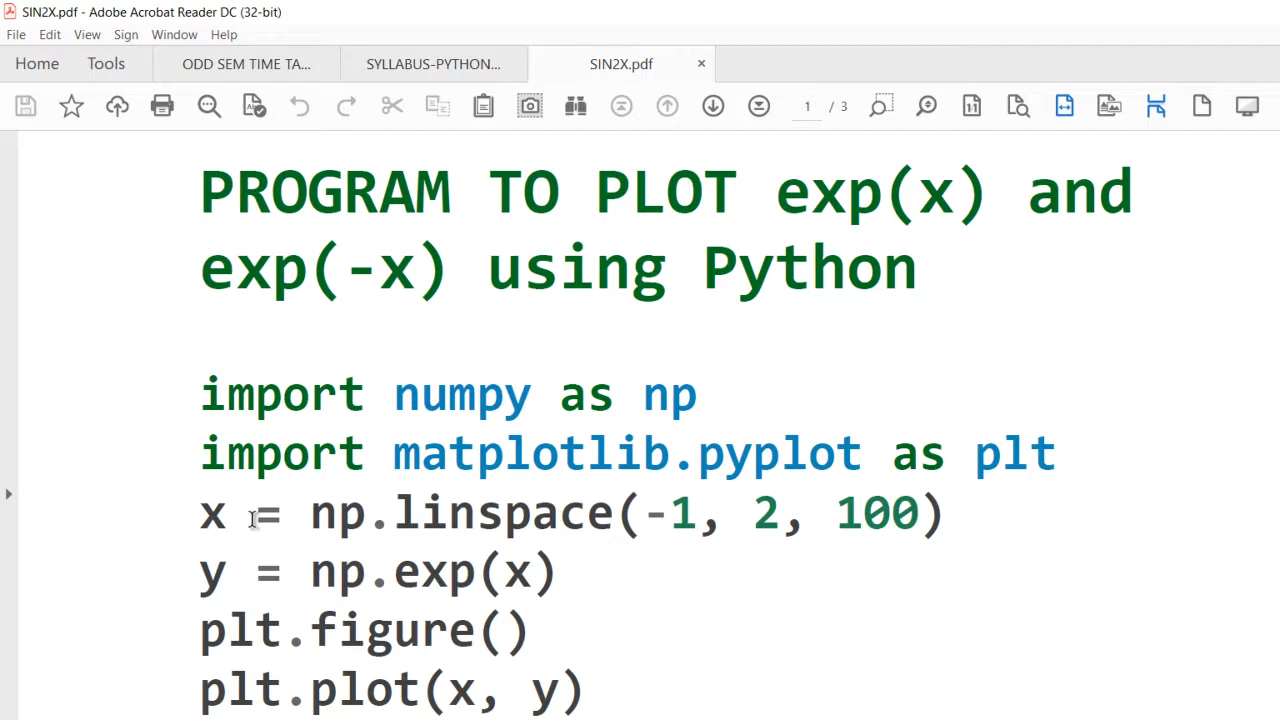 SIN2X.pdf - Adobe Acrobat Reader DC (32-bit)
File Edit View Sign Window Help
Home Tools ODD SEM TIME TA... SYLLABUS-PYTHON... SIN2X.pdf ×
1 / 3
PROGRAM TO PLOT exp(x) and
exp(-x) using Python
import numpy as np
import matplotlib.pyplot as plt
x = np.linspace(-1, 2, 100)
y = np.exp(x)
plt.figure()
plt.plot(x, y)